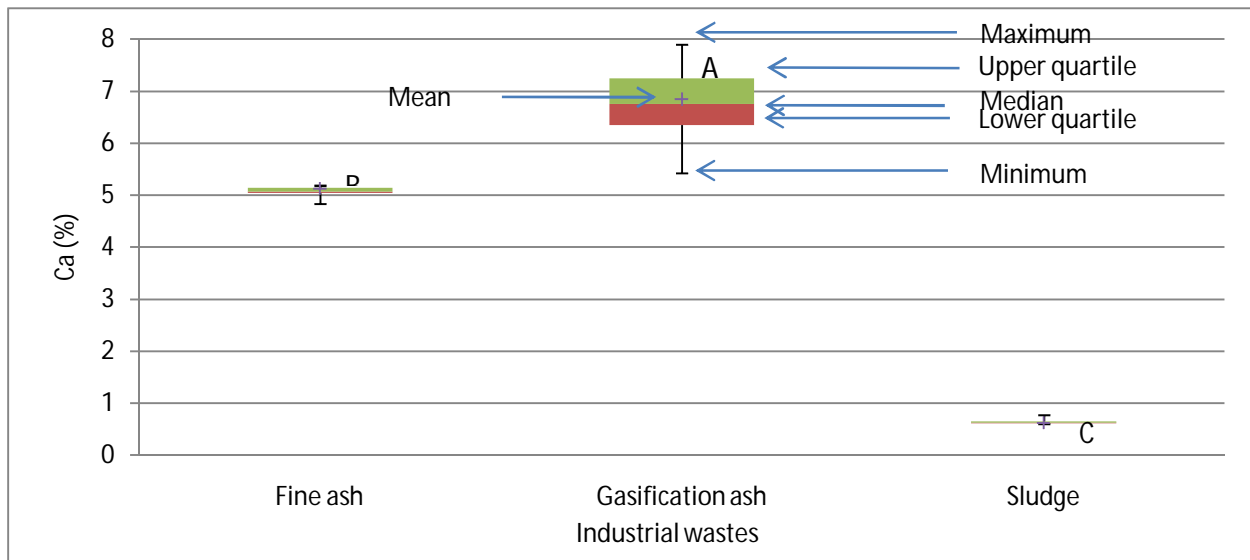 8
Maximum
7
A
Upper quartile
Mean
Median
Lower quartile
6
Minimum
5
4
3
2
1
0
C
Ca (%)
Fine ash
Gasification ash
Sludge
Industrial wastes